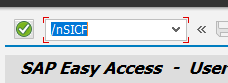 /nSICF
SAP Easy Access - User